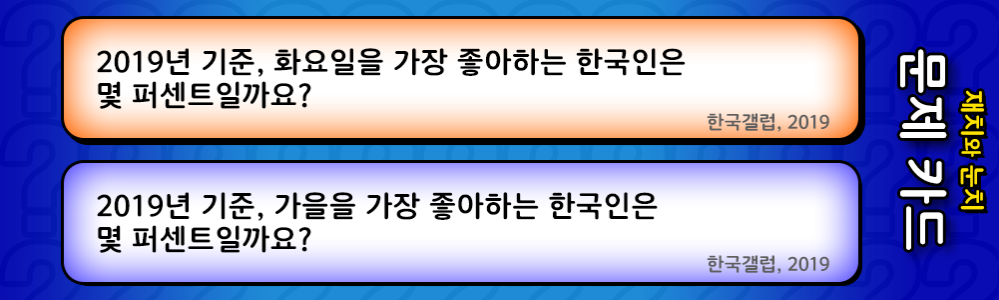 2019년 기준, 화요일을 가장 좋아하는 한국인은
몇 퍼센트일까요?
한국갤럽, 2019
2019년 기준, 가을을 가장 좋아하는 한국인은
몇 퍼센트일까요?
한국갤럽, 2019
재치와 눈치
문제 카드